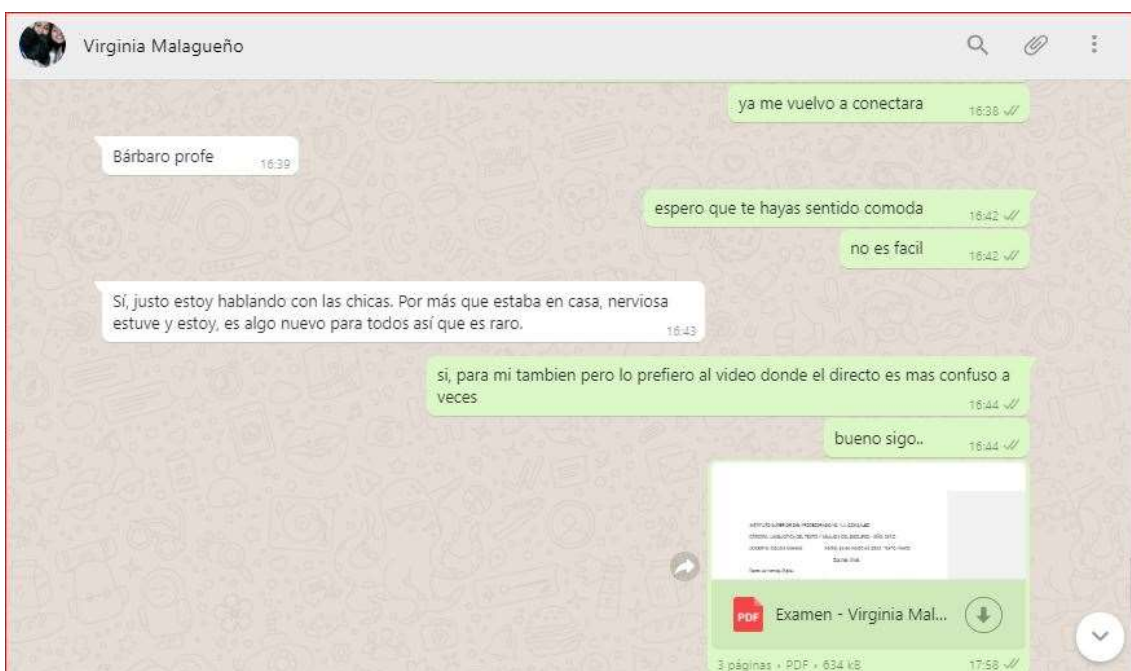 Virginia Malagueño
ya me vuelvo a conectara
16:38
Bárbaro profe
16:39
espero que te hayas sentido comoda
16:42
no es facil
16:42
Sí, justo estoy hablando con las chicas. Por más que estaba en casa, nerviosa
estuve y estoy, es algo nuevo para todos así que es raro.
16:43
si, para mi tambien pero lo prefiero al video donde el directo es mas confuso a
veces
16:44
bueno sigo..
16:44
PDF
Examen - Virginia Mal...
3 páginas • PDF • 634 kB
17:58